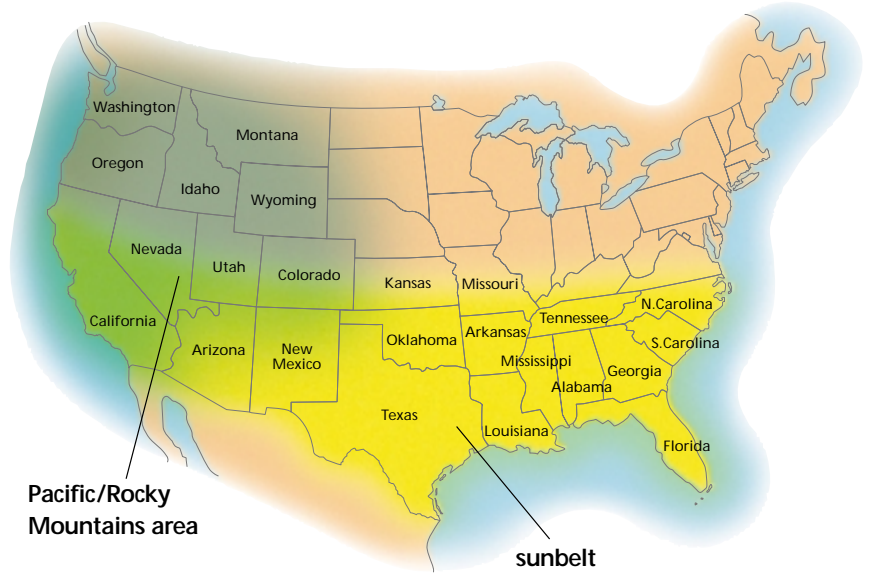 Washington
Montana
Oregon
Idaho
Wyoming
Nevada
Utah
Colorado
Kansas
Missouri
California
N.Carolina
Tennessee
Oklahoma
Arkansas
S.Carolina
Arizona
New
Mexico
Mississippi
Georgia
Alabama
Texas
Louisiana
Florida
Pacific/Rocky
Mountains area
sunbelt